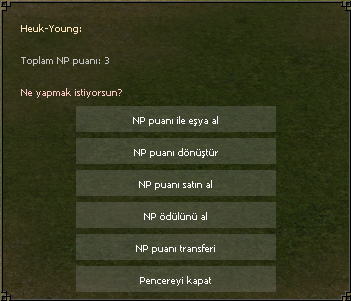 Heuk-Young:
Toplam NP puanı: 3
Ne yapmak istiyorsun?
NP puanı ile eşya al
NP puanı dönüştür
NP puanı satın al
NP ödülünü al
NP puanı transferi
Pencereyi kapat